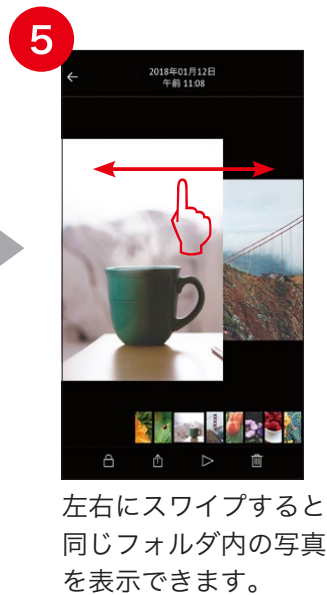 5
2018年01月12日
午前 11:08
左右にスワイプすると
同じフォルダ内の写真
を表示できます。